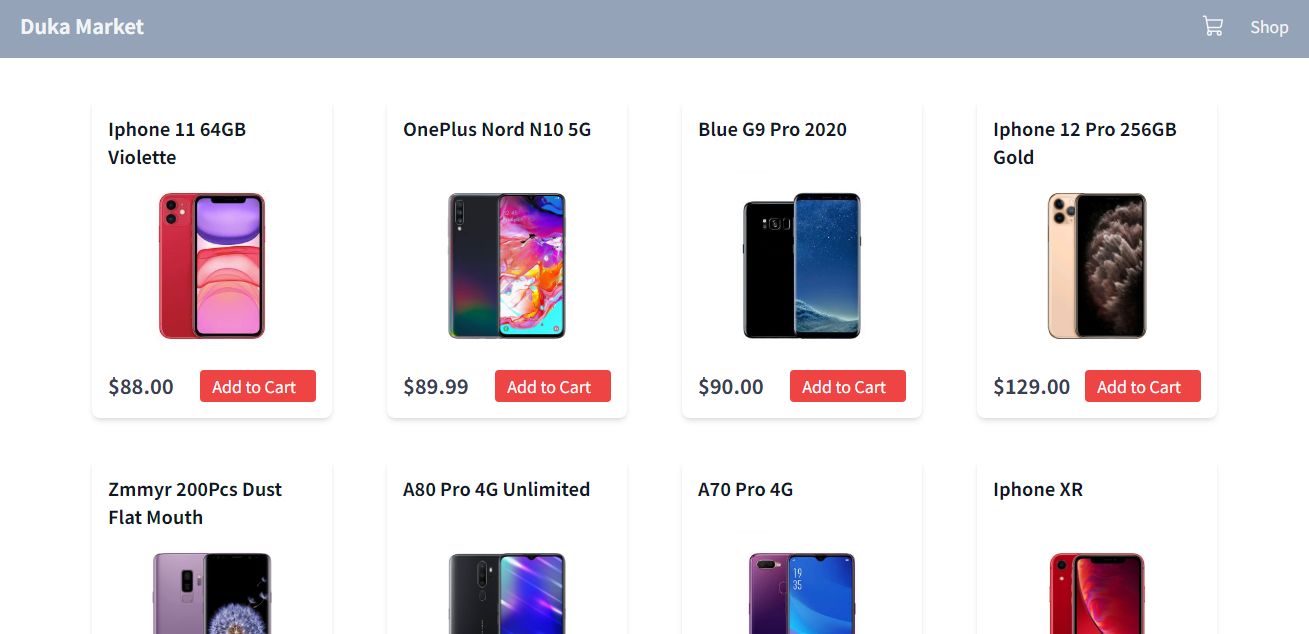 Duka Market
Shop
Iphone 11 64GB
Violette
OnePlus Nord N10 5G
Blue G9 Pro 2020
Iphone 12 Pro 256GB
Gold
$88.00
Add to Cart
$89.99
Add to Cart
$90.00
Add to Cart
$129.00
Add to Cart
Zmmyr 200Pcs Dust
Flat Mouth
A80 Pro 4G Unlimited
A70 Pro 4G
Iphone XR
19
35